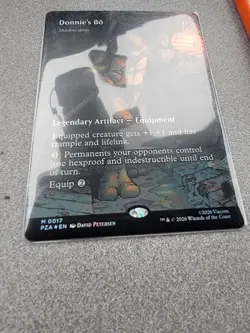 Donnie's Bō
Legendary Artifact — Equipment
Equipped creature gets +1/+1 and has
trample and lifelink.
: Permanents your opponents control
lose hexproof and indestructible until end
of turn.
Equip 2
M 0017
PZA EN DAVID PETERSEN
©2026 Viacom.
™ & © 2026 Wizards of the Coast